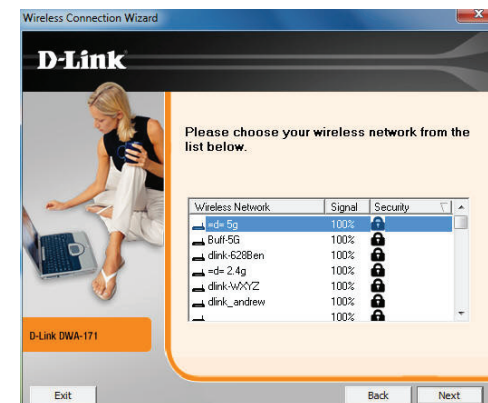 Wireless Connection Wizard
D-Link
Please choose your wireless network from the
list below.
Wireless Network Signal Security
=d= 5g 100%
Buff-5G 100%
dlink-628Ben 100%
=d= 2.4g 100%
dlink-WXYZ 100%
dlink_andrew 100%
100%
D-Link DWA-171
Exit Back Next